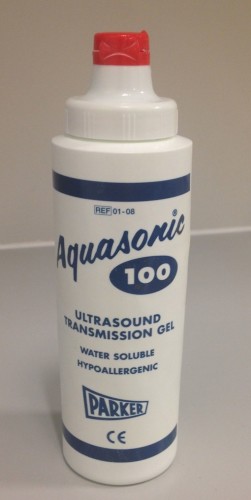 REF 01-08
Aquasonic®
100
ULTRASOUND
TRANSMISSION GEL
WATER SOLUBLE
HYPOALLERGENIC
PARKER
CE